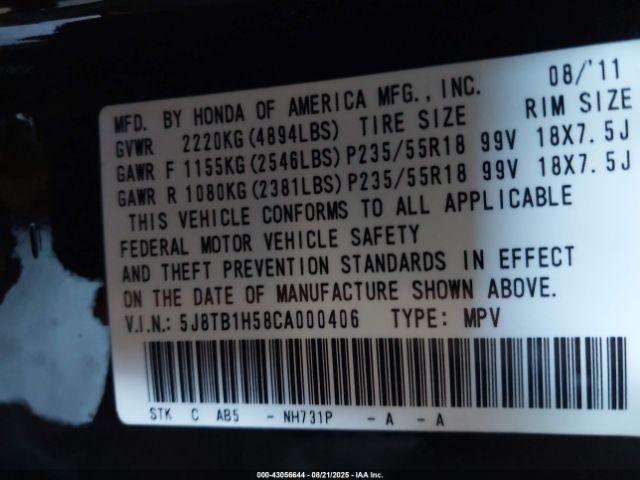 MFD. BY HONDA OF AMERICA MFG., INC. 08/'11
GVWR 2220KG(4894LBS) TIRE SIZE RIM SIZE
GAWR F 1155KG(2546LBS) P235/55R18 99V 18X7.5J
GAWR R 1080KG(2381LBS) P235/55R18 99V 18X7.5J
THIS VEHICLE CONFORMS TO ALL APPLICABLE
FEDERAL MOTOR VEHICLE SAFETY
AND THEFT PREVENTION STANDARDS IN EFFECT
ON THE DATE OF MANUFACTURE SHOWN ABOVE.
V.I.N.: 5J8TB1H58CA000406 TYPE: MPV
STK C AB5 - NH731P - A - A
000-43056644 - 08/21/2025 - IAA Inc.